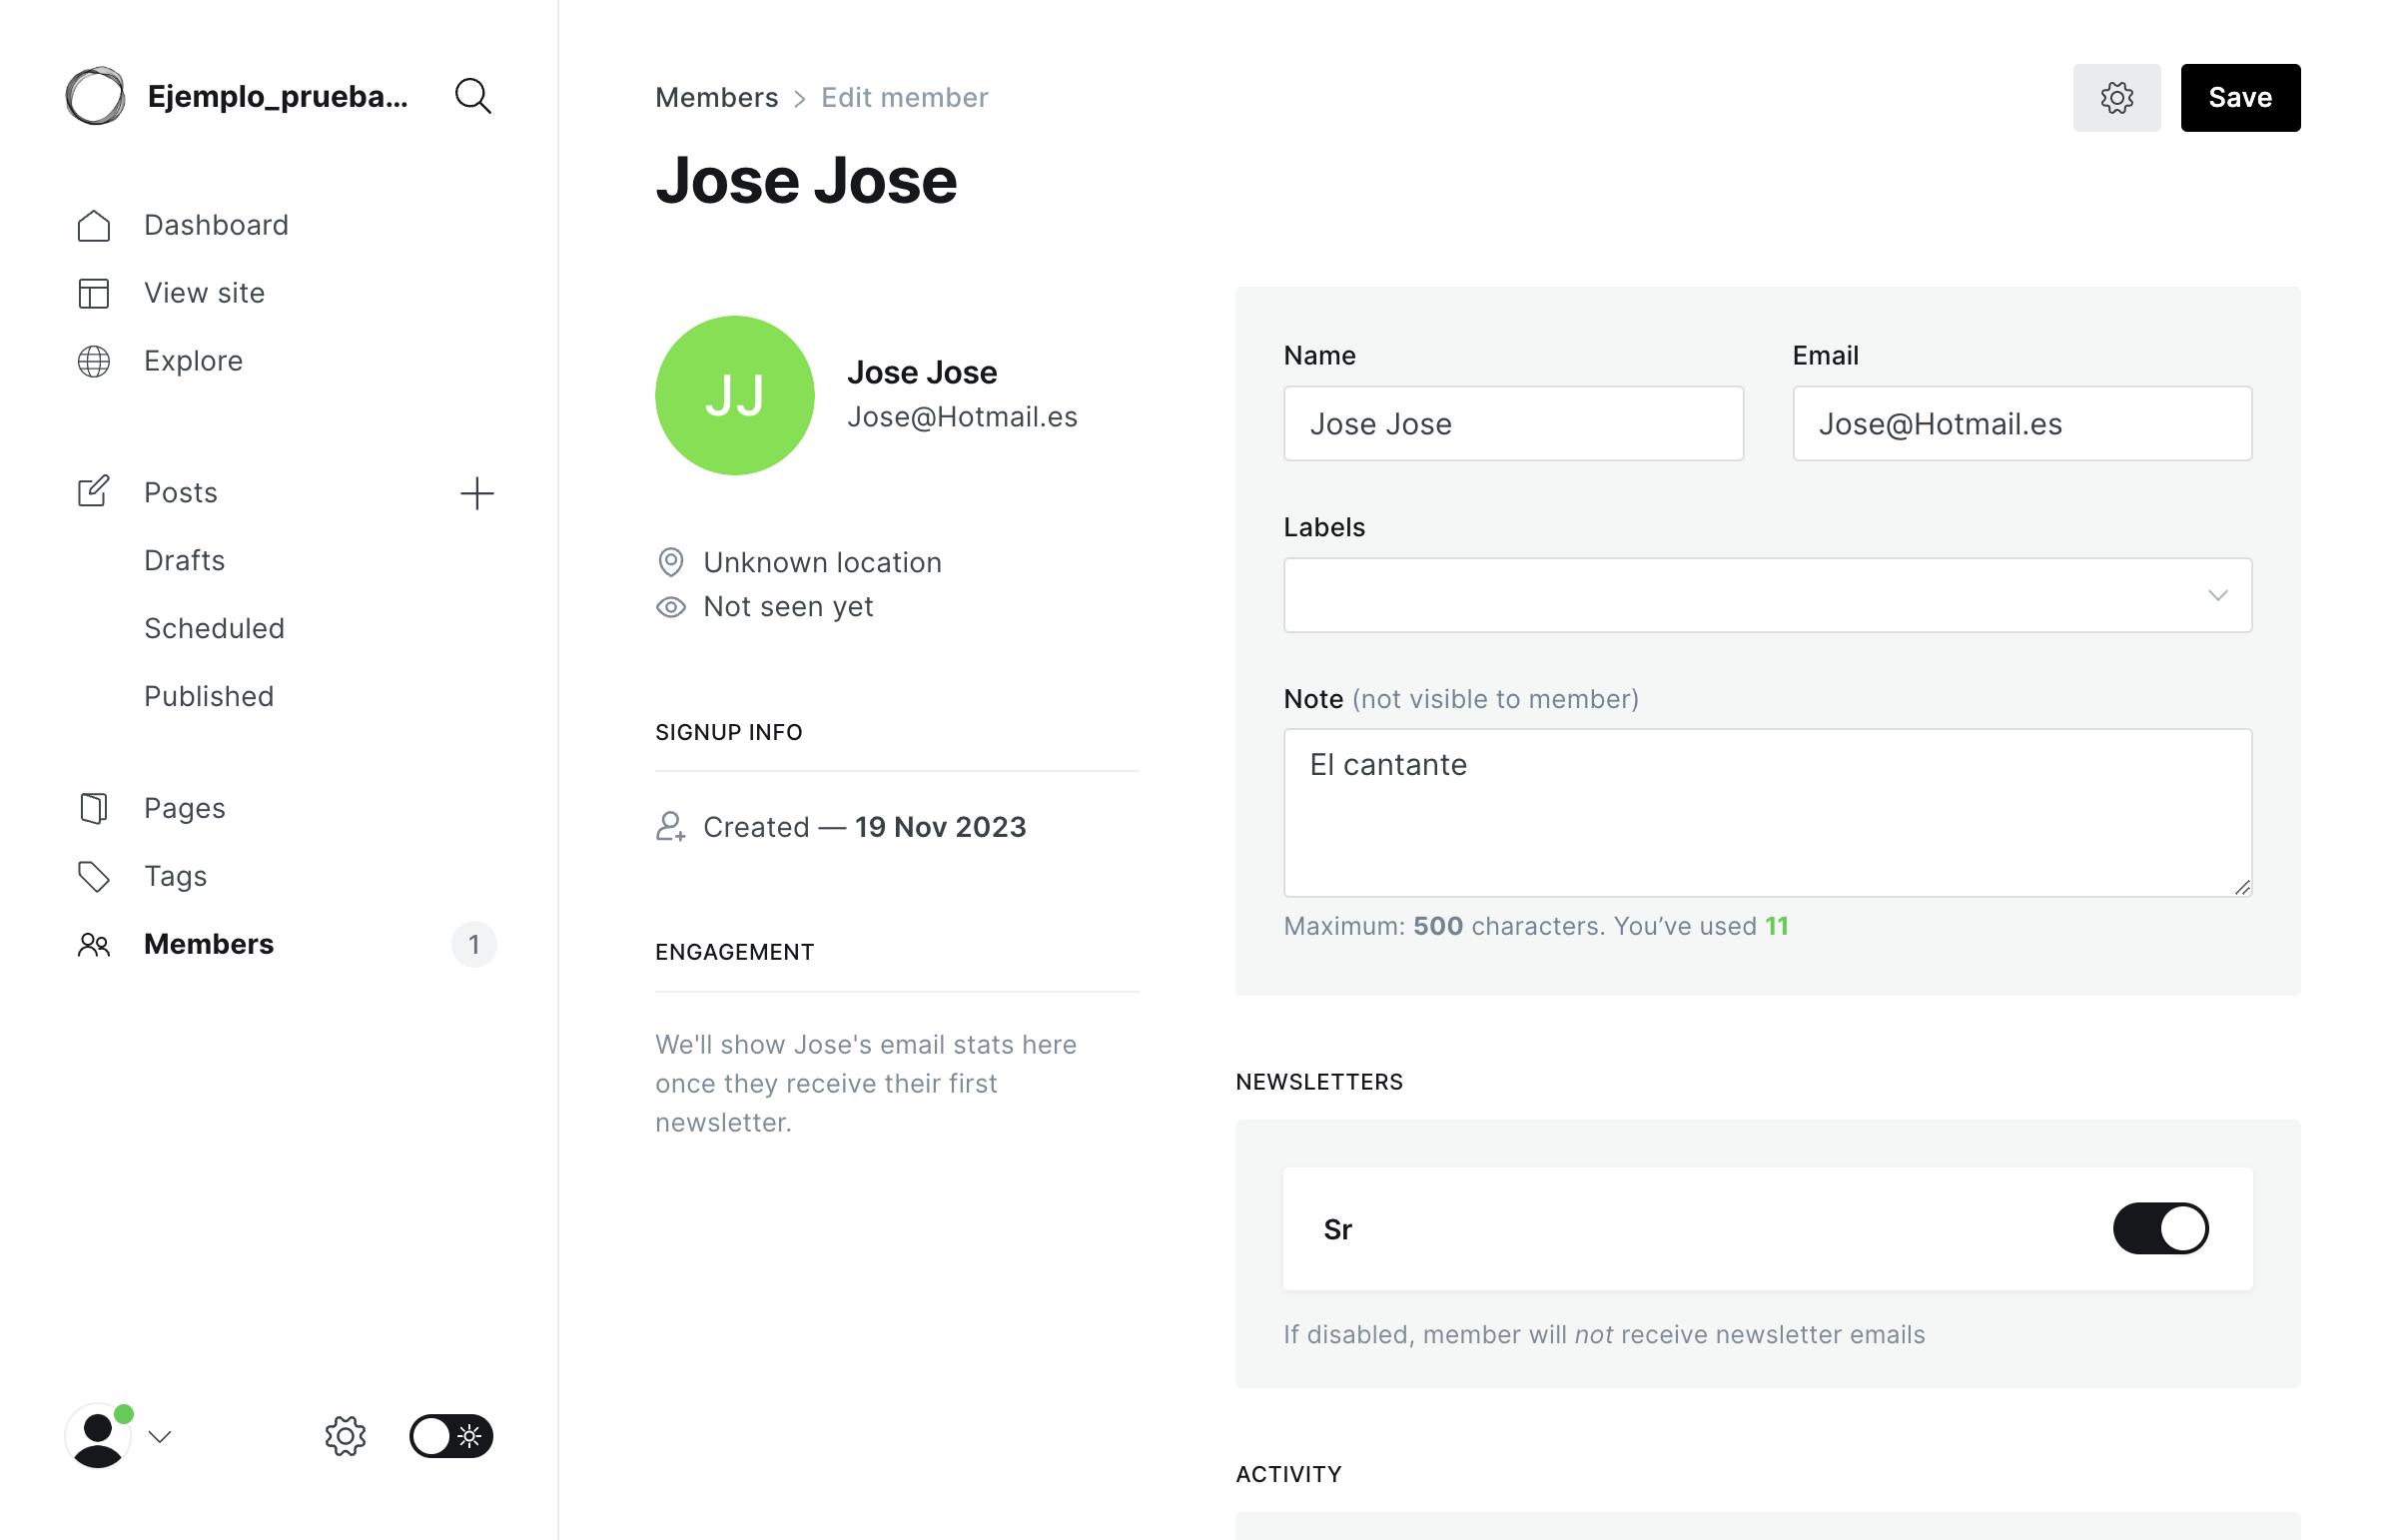 Ejemplo_prueba...
Dashboard
View site
Explore
Posts
Drafts
Scheduled
Published
Pages
Tags
Members 1
Members > Edit member
Save
Jose Jose
JJ
Jose Jose
Jose@Hotmail.es
Unknown location
Not seen yet
SIGNUP INFO
Created — 19 Nov 2023
ENGAGEMENT
We'll show Jose's email stats here
once they receive their first
newsletter.
Name
Jose Jose
Email
Jose@Hotmail.es
Labels
Note (not visible to member)
El cantante
Maximum: 500 characters. You’ve used 11
NEWSLETTERS
Sr
If disabled, member will not receive newsletter emails
ACTIVITY